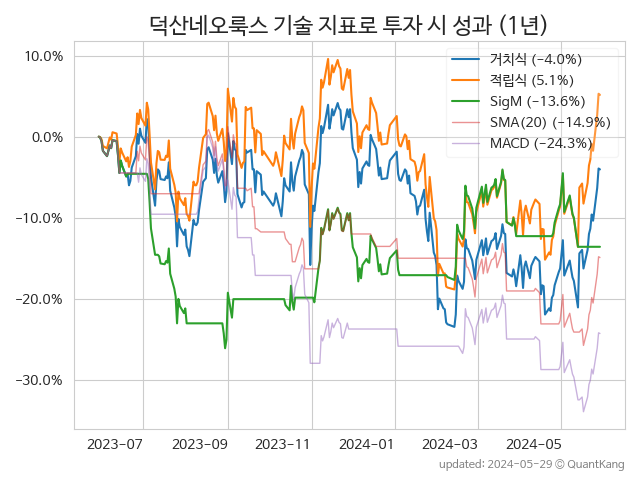 덕산네오룩스 기술 지표로 투자 시 성과 (1년)
10.0%
0.0%
−10.0%
−20.0%
−30.0%
거치식 (−4.0%)
적립식 (5.1%)
SigM (−13.6%)
SMA(20) (−14.9%)
MACD (−24.3%)
2023-07 2023-09 2023-11 2024-01 2024-03 2024-05
updated: 2024-05-29 © QuantKang